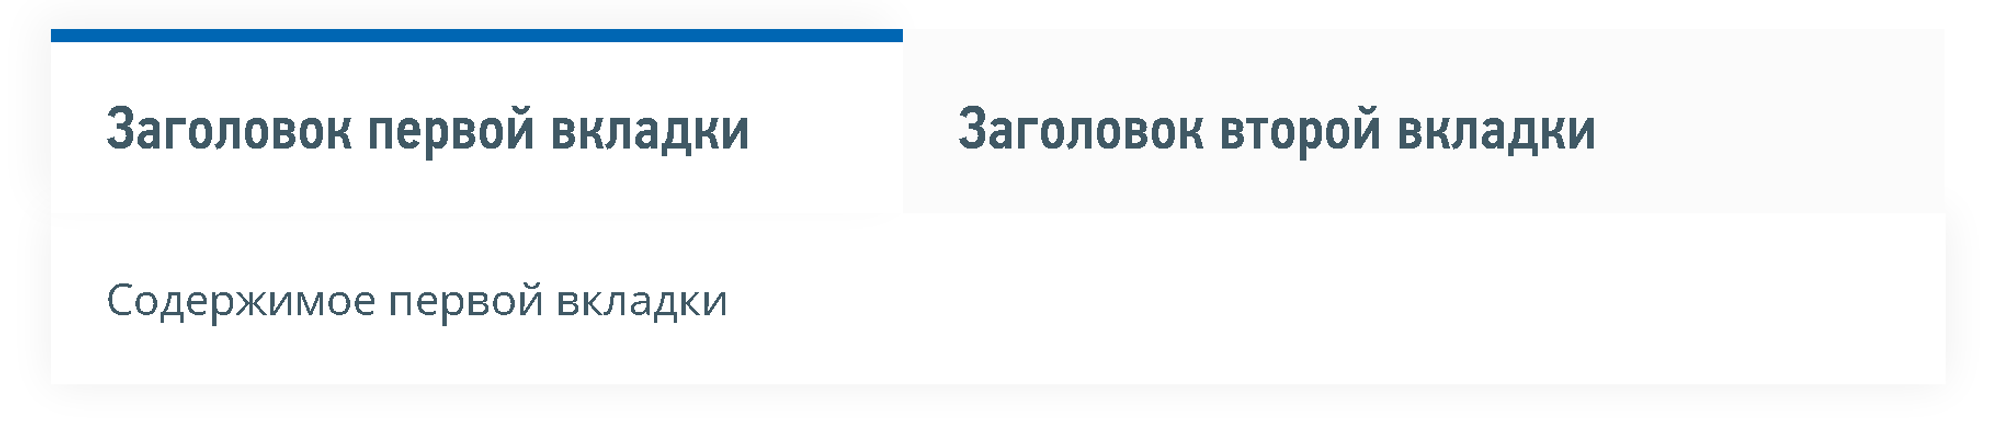 Заголовок первой вкладки
Заголовок второй вкладки
Содержимое первой вкладки